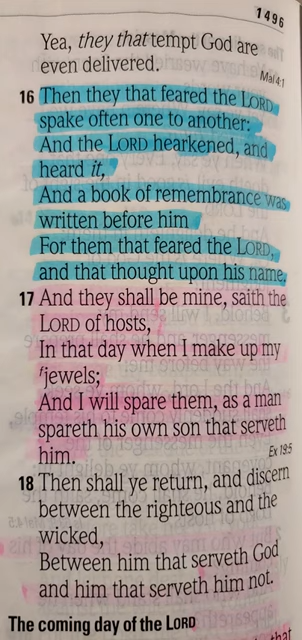 1496
Yea, they that tempt God are
even delivered.
Mal 4:1
16 Then they that feared the LORD
spake often one to another:
And the LORD hearkened, and
heard it,
And a book of remembrance was
written before him
For them that feared the LORD,
and that thought upon his name.
17 And they shall be mine, saith the
LORD of hosts,
In that day when I make up my
'jewels;
And I will spare them, as a man
spareth his own son that serveth
him.
Ex 19:5
18 Then shall ye return, and discern
between the righteous and the
wicked,
Between him that serveth God
and him that serveth him not.
The coming day of the LORD
that